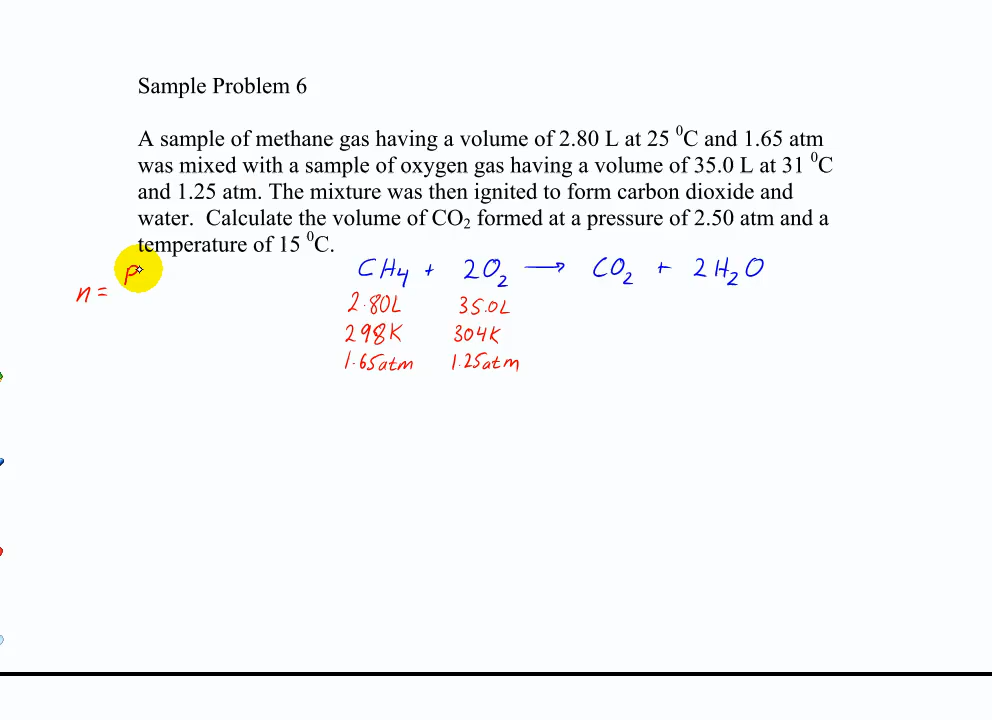 Sample Problem 6
A sample of methane gas having a volume of 2.80 L at 25 ⁰C and 1.65 atm
was mixed with a sample of oxygen gas having a volume of 35.0 L at 31 ⁰C
and 1.25 atm. The mixture was then ignited to form carbon dioxide and
water. Calculate the volume of CO₂ formed at a pressure of 2.50 atm and a
temperature of 15 ⁰C.
n = P
CH4 + 2O₂ → CO₂ + 2H₂O
2.80L 35.0L
298K 304K
1.65atm 1.25atm